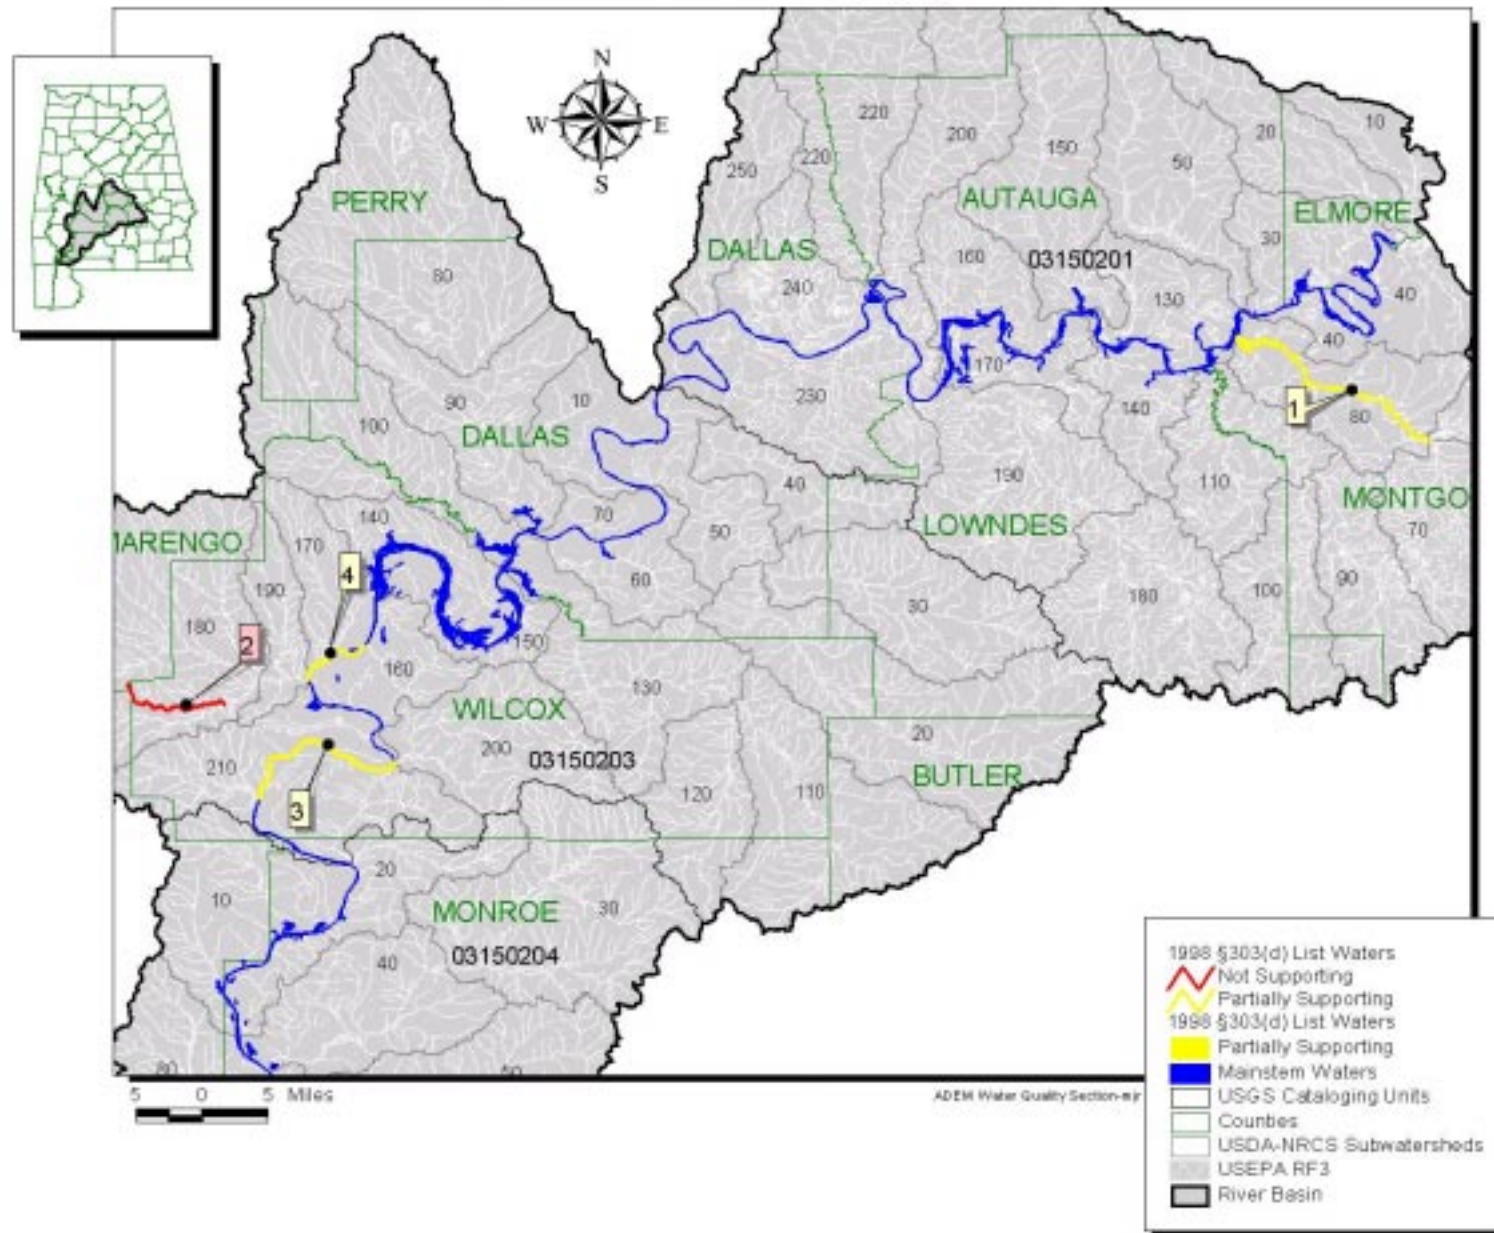 N
W E
S
10
20
220
200
150
50
220
250
PERRY
AUTAUGA
ELMORE
DALLAS
30
160
03150201
80
240
130
40
40
170
230
90
10
140
1
80
100
DALLAS
40
190
110
MONTGO
70
50
LOWNDES
140
70
MARENGO
170
4
60
190
100
90
30
180
180
2
150
160
130
WILCOX
200
03150203
20
210
BUTLER
3
120
110
20
10
MONROE
30
03150204
40
80
50
5 0 5 Miles
ADEM Water Quality Section-mjr
1998 §303(d) List Waters
Not Supporting
Partially Supporting
1998 §303(d) List Waters
Partially Supporting
Mainstem Waters
USGS Cataloging Units
Counties
USDA-NRCS Subwatersheds
USEPA RF3
River Basin